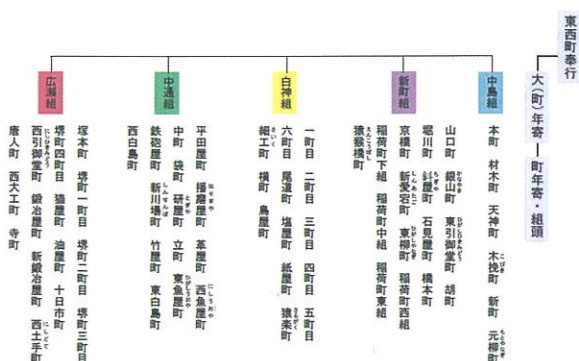 東西町奉行
大(町)年寄
町年寄・組頭
中島組
本町 材木町 天神町 木挽町 新町 元柳町
新町組
山口町 銀山町 東引御堂町 胡町
堀川町 斜屋町 石見屋町 橋本町
京橋町 新愛宕町 東柳町 稲荷町西組
稲荷町下組 稲荷町中組 稲荷町東組
猿猴橋町
白神組
一町目 二町目 三町目 四町目 五町目
六町目 尾道町 塩屋町 紙屋町 猿楽町
細工町 横町 鳥屋町
中通組
平田屋町 播磨屋町 革屋町 西魚屋町
中町 袋町 研屋町 立町 東魚屋町
鉄砲屋町 新川場町 竹屋町 東白島町
西白島町
広瀬組
塚本町 堺町一町目 堺町二町目 堺町三町目
堺町四町目 猫屋町 油屋町 十日市町
西引御堂町 鍛冶屋町 新鍛冶屋町 西土手町
唐人町 西大工町 寺町